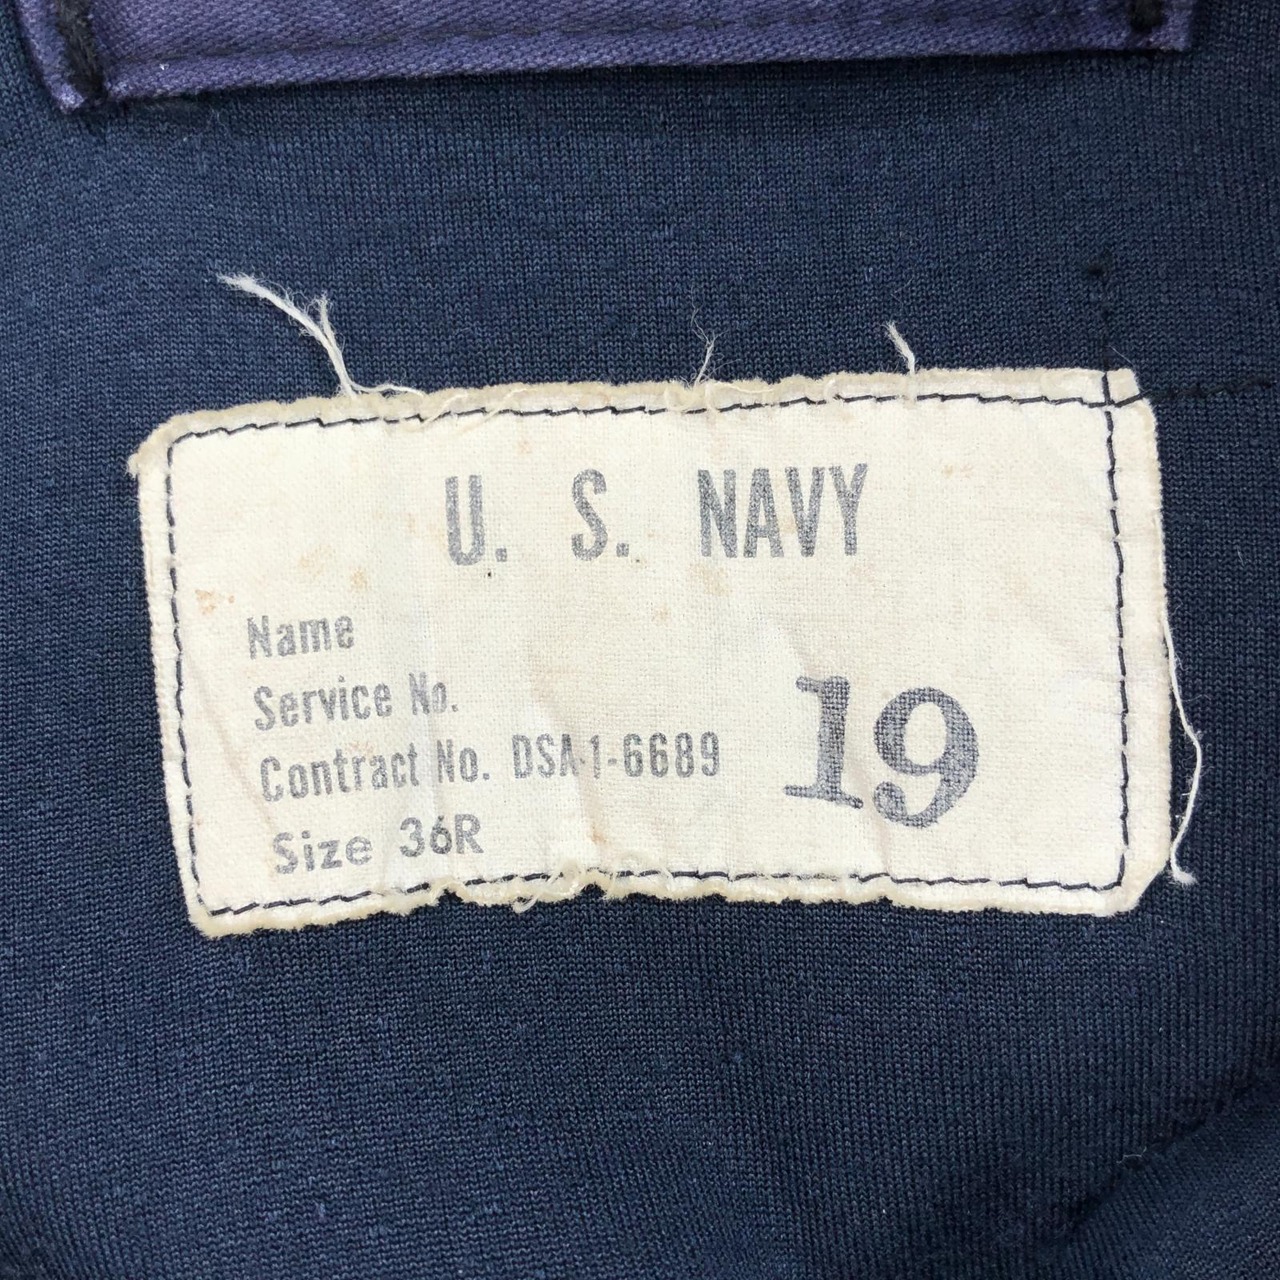 U. S. NAVY
Name
Service No.
Contract No. DSA-1-6689
Size 36R
19